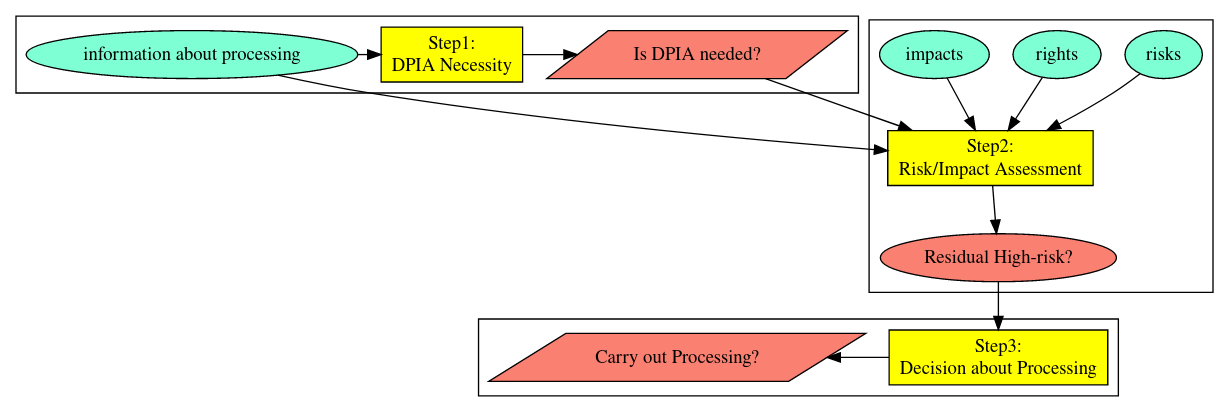 information about processing
Step1:
DPIA Necessity
Is DPIA needed?
impacts
rights
risks
Step2:
Risk/Impact Assessment
Residual High-risk?
Carry out Processing?
Step3:
Decision about Processing